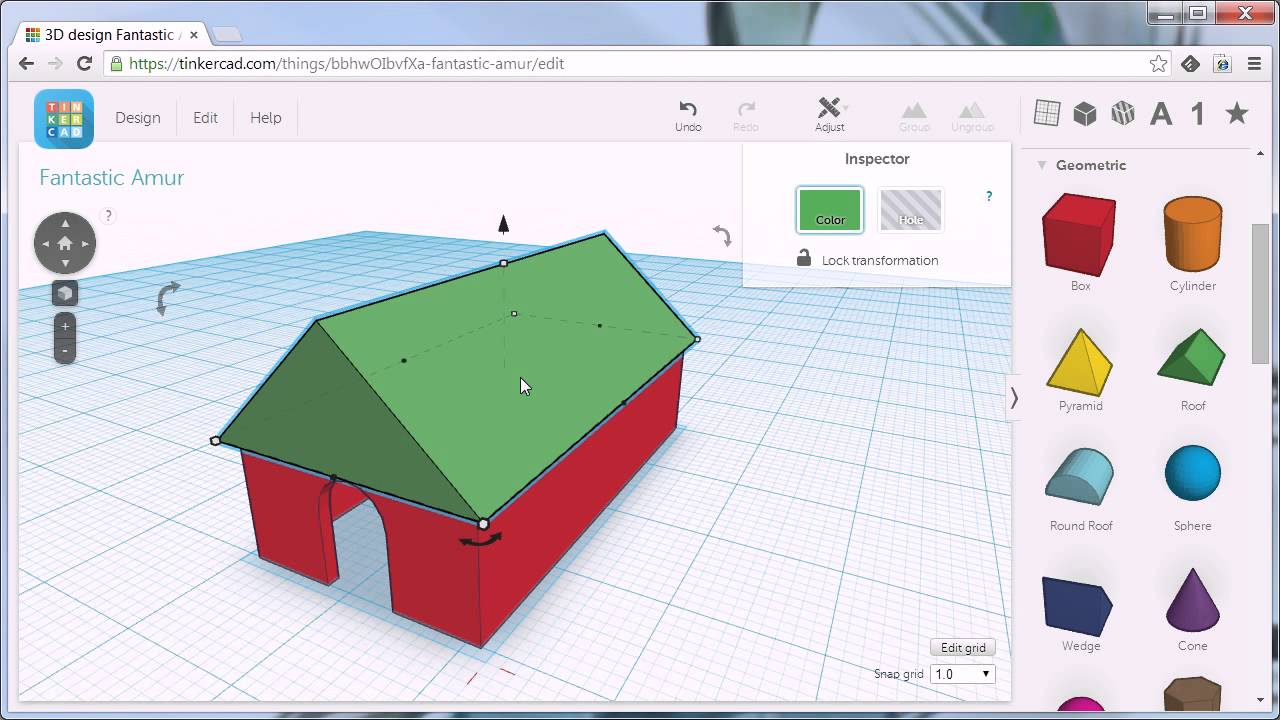 3D design Fantastic
https://tinkercad.com/things/bbhwOIbvfXa-fantastic-amur/edit
TIN
KER
CAD
Design
Edit
Help
Undo
Redo
Adjust
Group
Ungroup
A
1
Fantastic Amur
?
+
-
Inspector
Color
Hole
?
Lock transformation
Geometric
Box
Cylinder
Pyramid
Roof
Round Roof
Sphere
Wedge
Cone
Edit grid
Snap grid
1.0